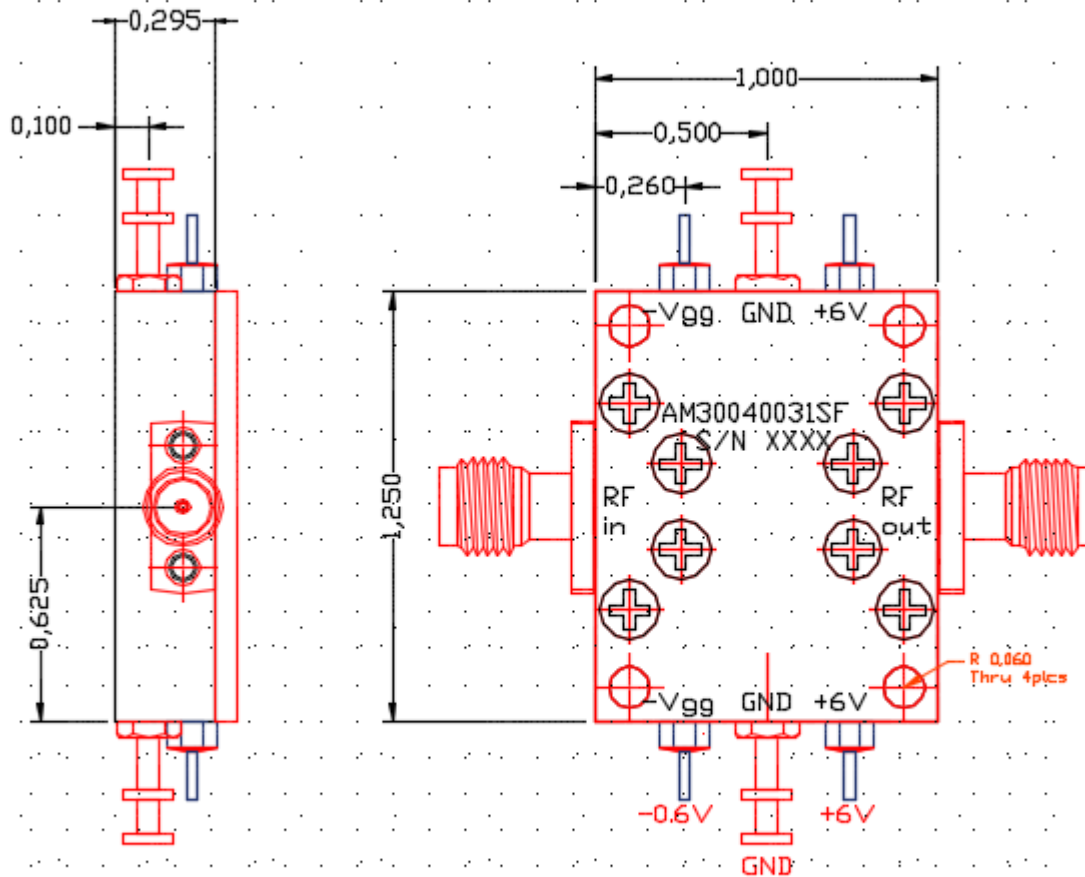 0,295
1,000
0,100
0,500
0,260
-Vgg GND +6V
AM30040031SF
S/N XXXX
RF
in
RF
out
1,250
0,625
R 0,060
Thru 4plcs
-Vgg GND +6V
-0.6V
+6V
GND